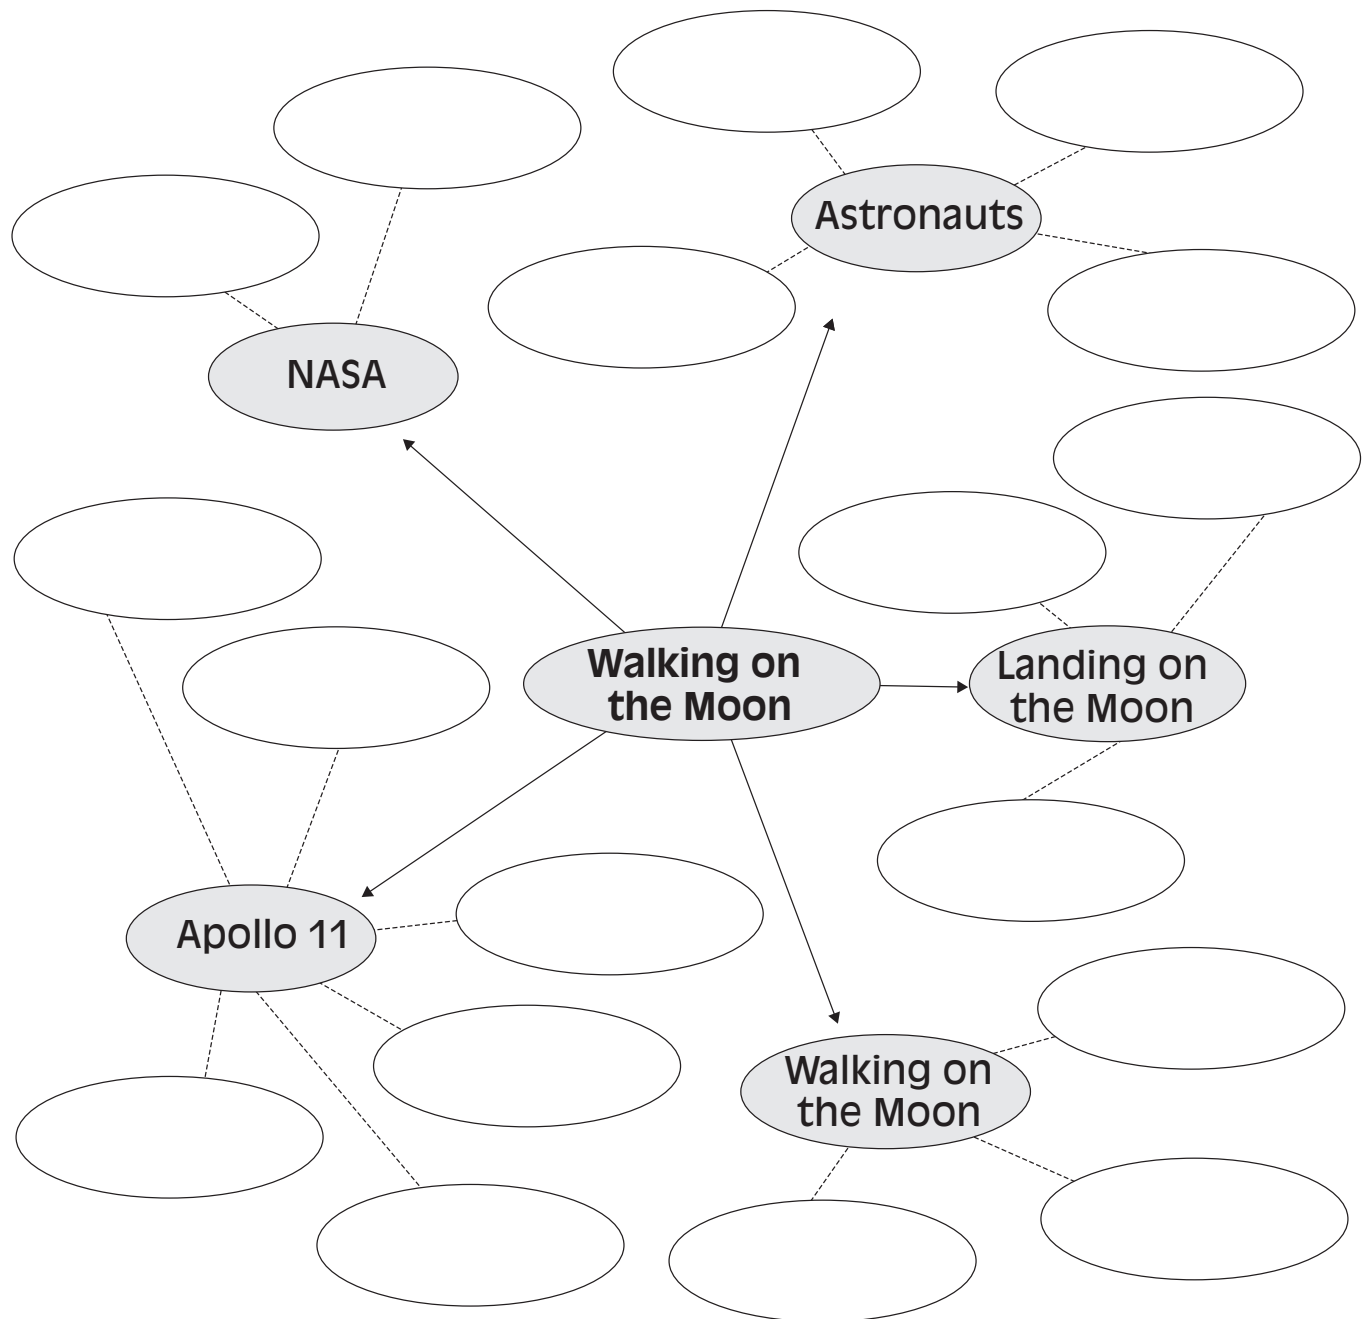 Astronauts
NASA
Walking on
the Moon
Landing on
the Moon
Apollo 11
Walking on
the Moon